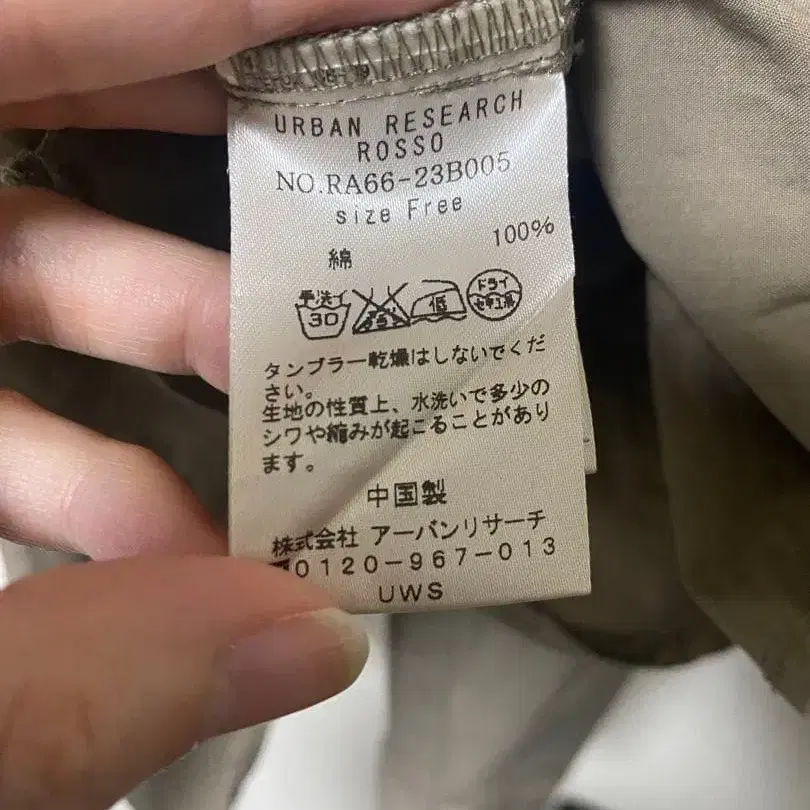 URBAN RESEARCH
ROSSO
NO.RA66-23B005
size Free
綿 100%
手洗イ 30 低 ドライ
タンブラー乾燥はしないでくだ
さい。
生地の性質上、水洗いで多少の
シワや縮みが起こることがあり
ます。
中国製
株式会社 アーバンリサーチ
0120-967-013
UWS